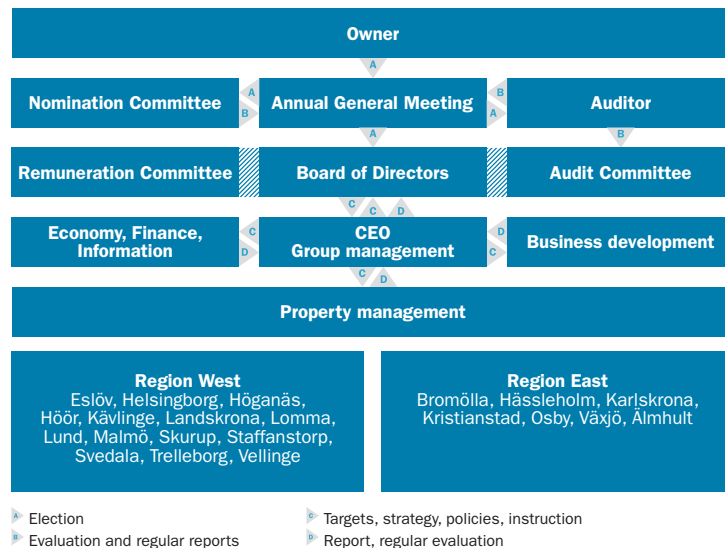 Owner
A
Nomination Committee
A
B
Annual General Meeting
B
A
Auditor
A
B
Remuneration Committee
Board of Directors
Audit Committee
C
C
D
Economy, Finance,
Information
C
D
CEO
Group management
D
C
Business development
C
D
Property management
Region West
Eslöv, Helsingborg, Höganäs,
Höör, Kävlinge, Landskrona, Lomma,
Lund, Malmö, Skurup, Staffanstorp,
Svedala, Trelleborg, Vellinge
Region East
Bromölla, Hässleholm, Karlskrona,
Kristianstad, Osby, Växjö, Älmhult
A Election
B Evaluation and regular reports
C Targets, strategy, policies, instruction
D Report, regular evaluation